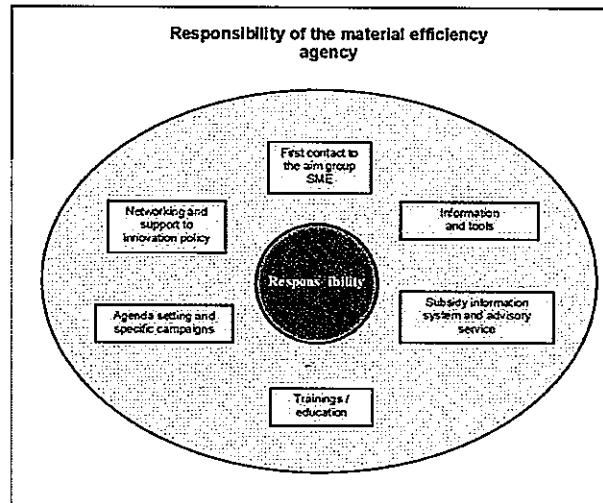 Responsibility of the material efficiency
agency
First contact to
the aim group
SME
Networking and
support to
innovation policy
Information
and tools
Respons- ibility
Agenda setting and
specific campaigns
Subsidy information
system and advisory
service
Trainings /
education